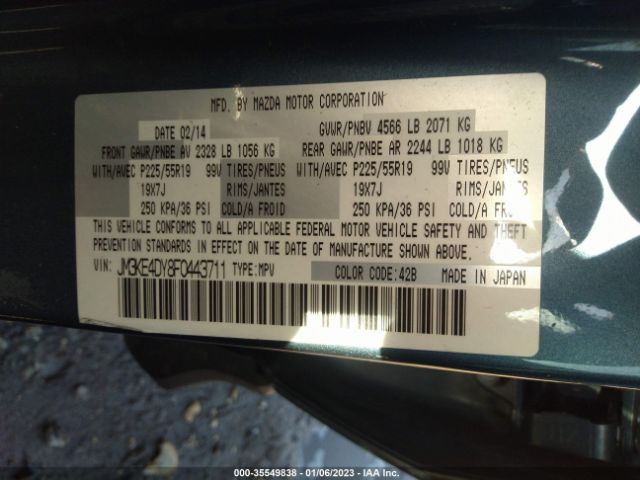 MFD. BY MAZDA MOTOR CORPORATION
DATE 02/14 GVWR/PNBV 4566 LB 2071 KG
FRONT GAWR/PNBE AV 2328 LB 1056 KG REAR GAWR/PNBE AR 2244 LB 1018 KG
WITH/AVEC P225/55R19 99V TIRES/PNEUS WITH/AVEC P225/55R19 99V TIRES/PNEUS
19X7J RIMS/JANTES 19X7J RIMS/JANTES
250 KPA/36 PSI COLD/A FROID 250 KPA/36 PSI COLD/A FROID
THIS VEHICLE CONFORMS TO ALL APPLICABLE FEDERAL MOTOR VEHICLE SAFETY AND THEFT
PREVENTION STANDARDS IN EFFECT ON THE DATE OF MANUFACTURE SHOWN ABOVE.
VIN: JM3KE4DY8F0443711 TYPE:MPV COLOR CODE:42B MADE IN JAPAN
000-35549838 - 01/06/2023 - IAA Inc.